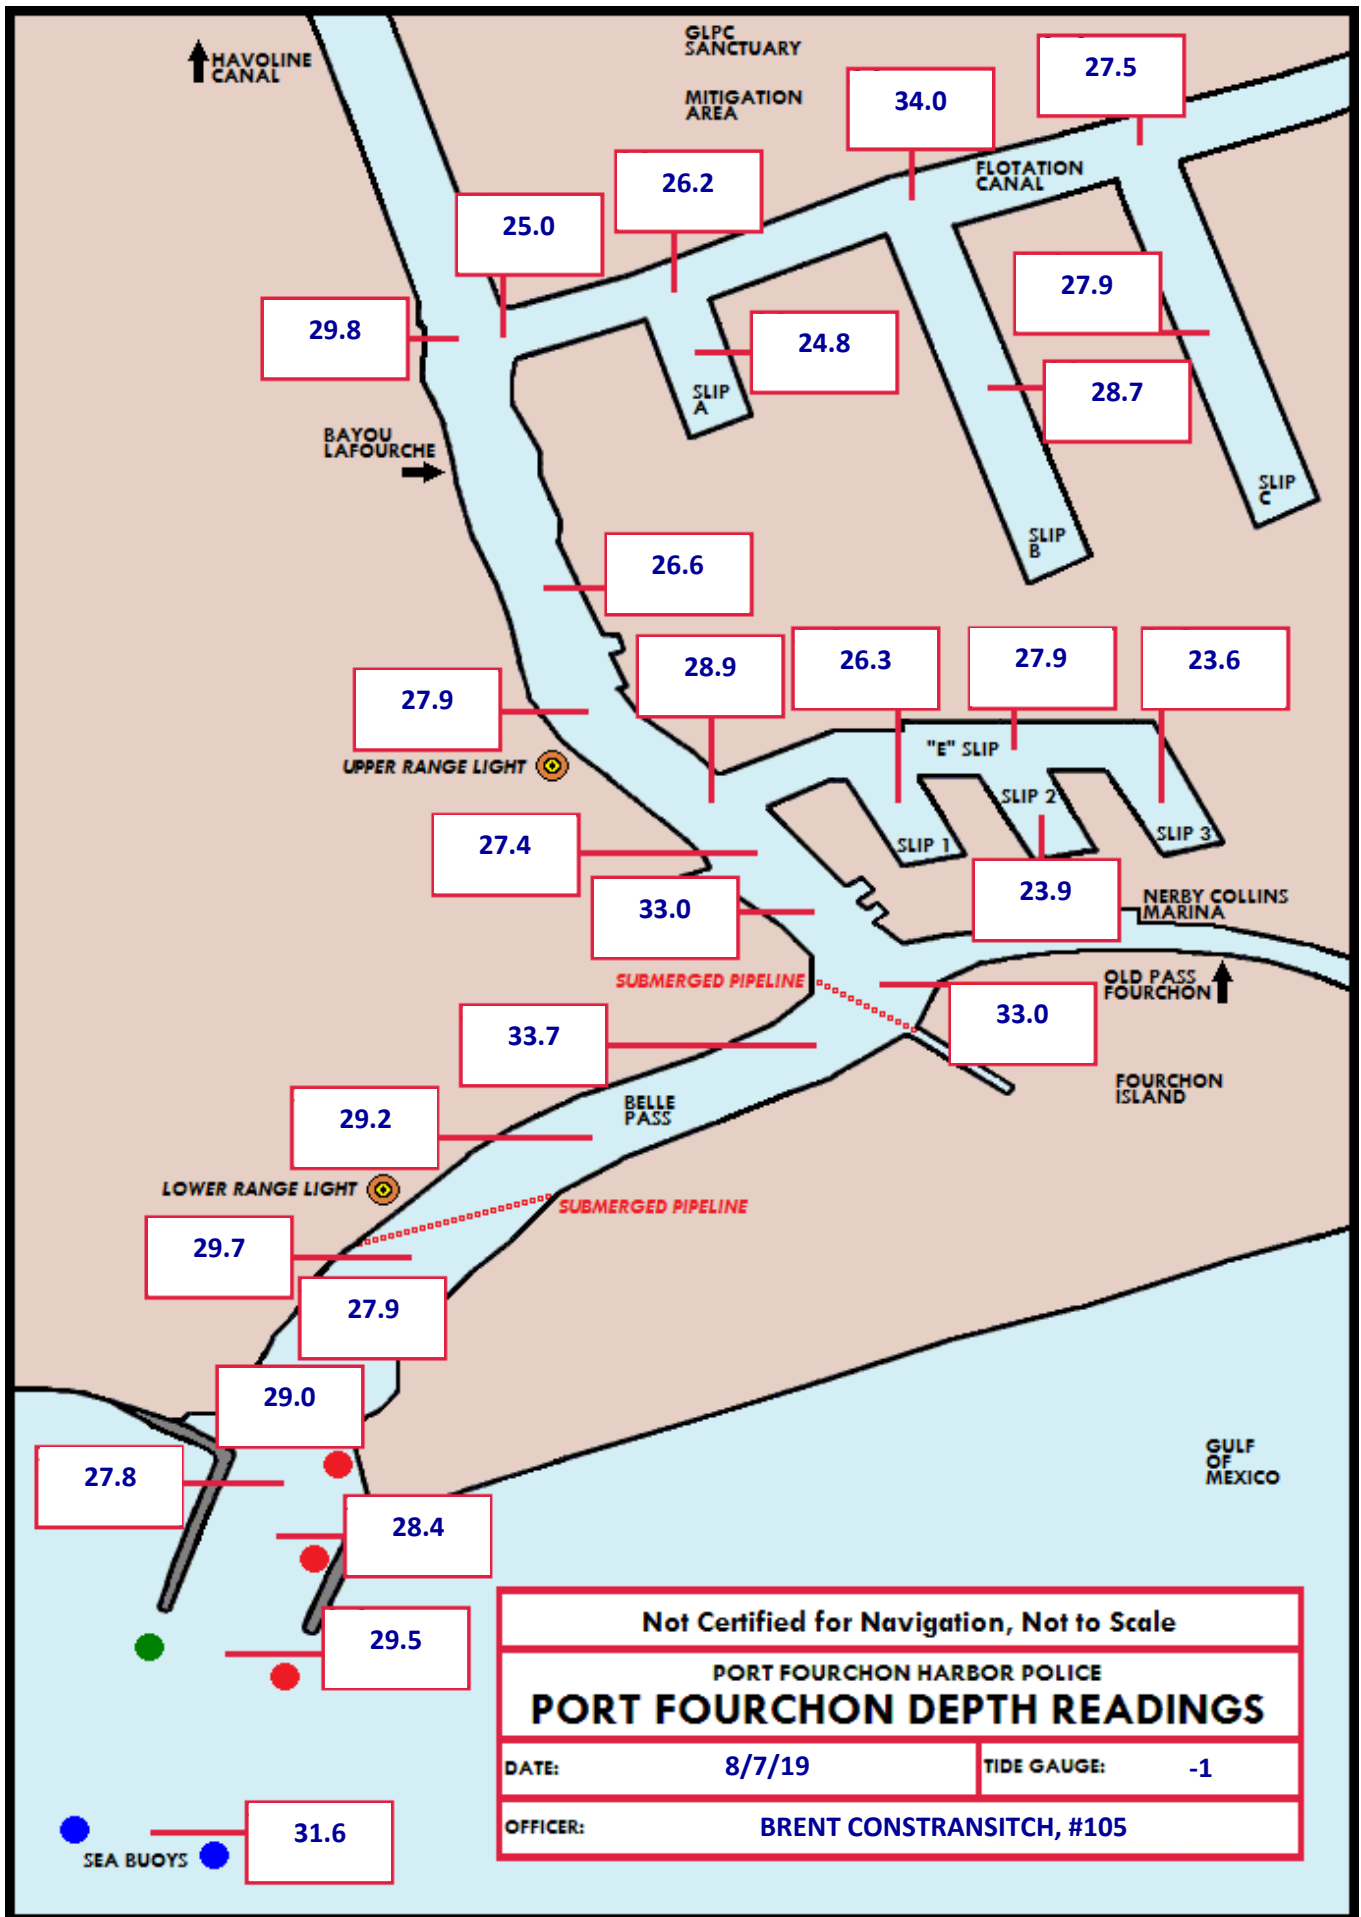 GLPC
SANCTUARY
HAVOLINE
CANAL
27.5
MITIGATION
AREA
34.0
FLOTATION
CANAL
26.2
25.0
27.9
29.8
24.8
28.7
SLIP
A
BAYOU
LAFOURCHE
SLIP
C
SLIP
B
26.6
28.9
26.3
27.9
23.6
27.9
"E" SLIP
UPPER RANGE LIGHT
SLIP 2
SLIP 1
SLIP 3
27.4
23.9
33.0
NERBY COLLINS
MARINA
SUBMERGED PIPELINE
OLD PASS
FOURCHON
33.0
33.7
FOURCHON
ISLAND
BELLE
PASS
29.2
LOWER RANGE LIGHT
SUBMERGED PIPELINE
29.7
27.9
29.0
GULF
OF
MEXICO
27.8
28.4
29.5
Not Certified for Navigation, Not to Scale
PORT FOURCHON HARBOR POLICE
PORT FOURCHON DEPTH READINGS
DATE: 8/7/19 TIDE GAUGE: -1
OFFICER: BRENT CONSTRANSITCH, #105
31.6
SEA BUOYS